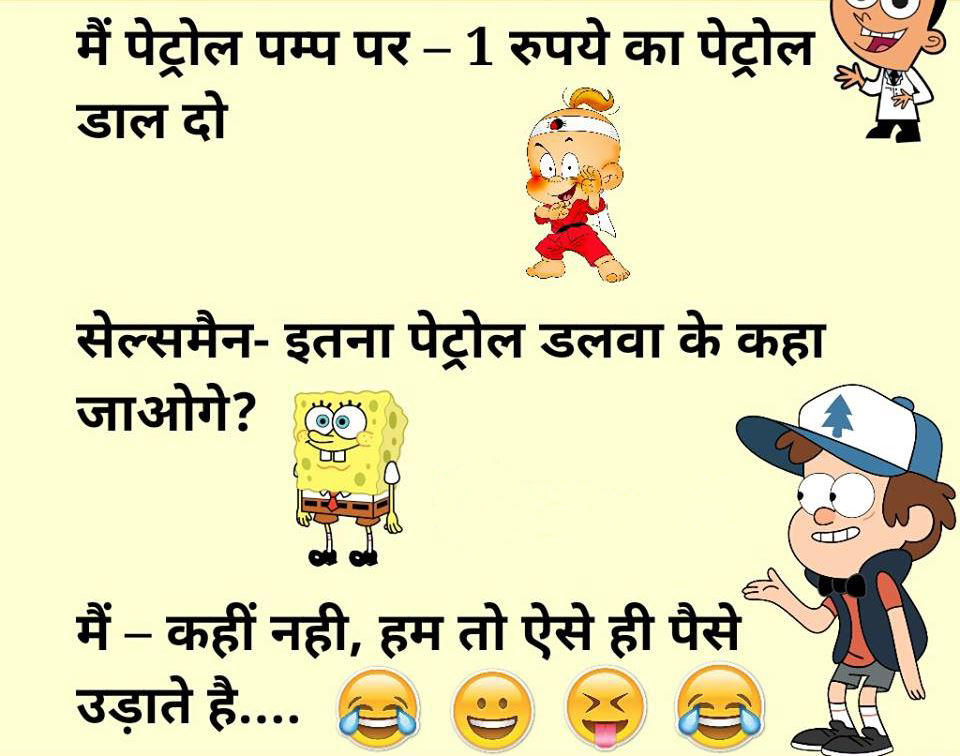 मैं पेट्रोल पम्प पर – 1 रुपये का पेट्रोल
डाल दो
सेल्समैन- इतना पेट्रोल डलवा के कहा
जाओगे?
मैं – कहीं नही, हम तो ऐसे ही पैसे
उड़ाते है....